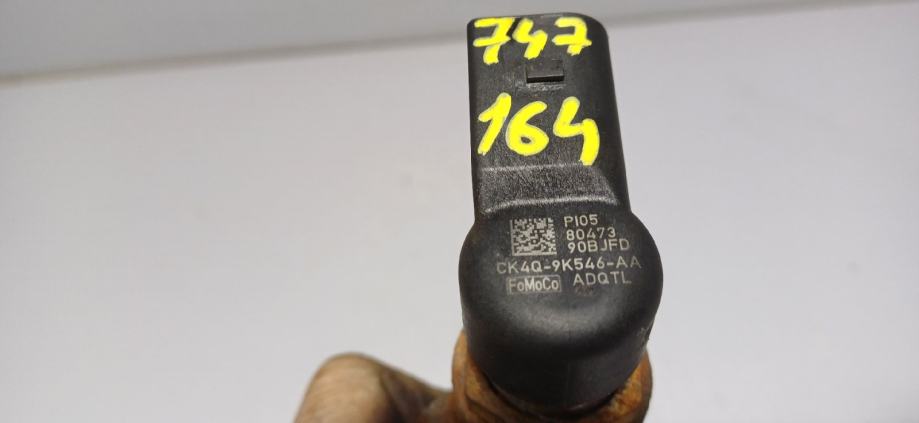 747
164
PI05
80473
90BJFD
CK4Q-9K546-AA
FoMoCo ADQTL